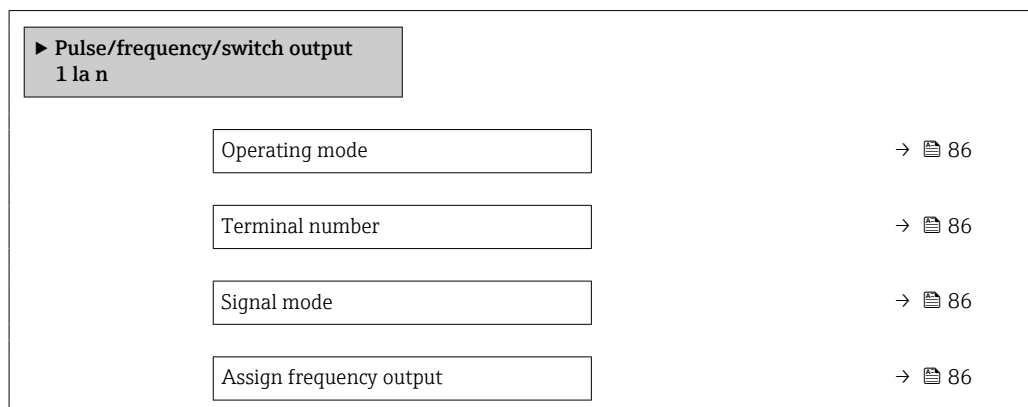 ▶ Pulse/frequency/switch output
1 la n
Operating mode → 86
Terminal number → 86
Signal mode → 86
Assign frequency output → 86